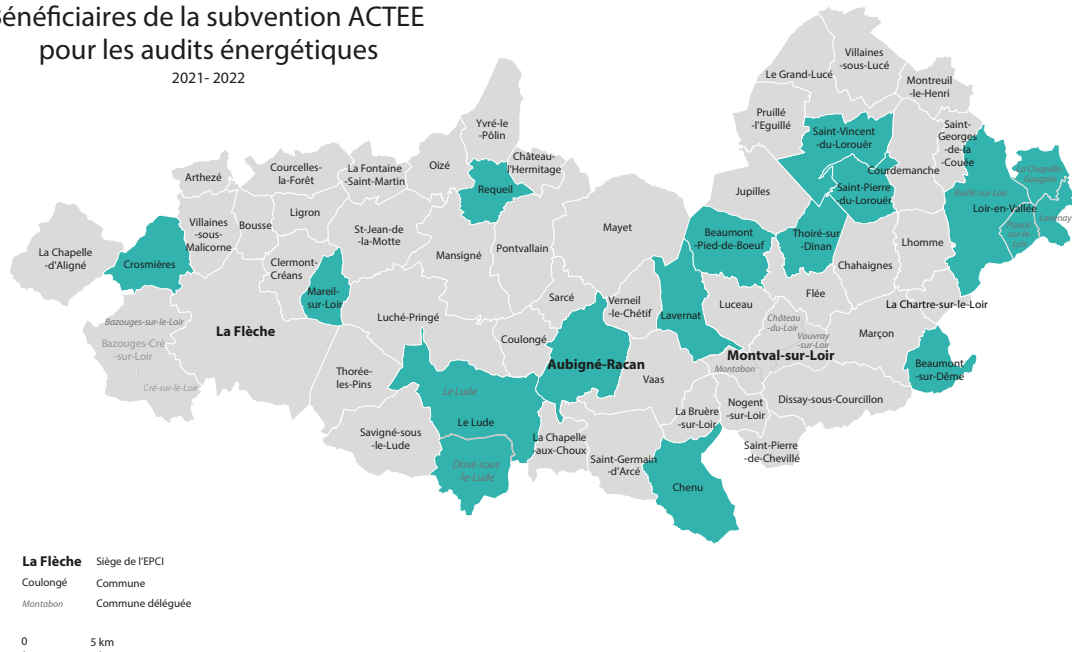 Bénéficiaires de la subvention ACTEE
pour les audits énergétiques
2021- 2022
Villaines
-sous-Lucé
Le Grand-Lucé
Montreuil
-le-Henri
Pruillé
-l'Eguillé
Yvré-le
-Pôlin
Saint-Vincent
-du-Lorouër
Saint-
Georges
-de-la
-Couée
Château-
l'Hermitage
Oizé
La Fontaine
-Saint-Martin
Courcelles-
la-Forêt
Arthezé
Courdemanche
La Chapelle
Gaugain
Requeil
Jupilles
Saint-Pierre
-du-Lorouër
Ruillé-sur-Loir
Loir-en-Vallée
Lavenay
Poncé
-sur-le-
Loir
Ligron
Villaines
-sous-
Malicorne
Bousse
St-Jean-de
-la-Motte
Mayet
Beaumont
-Pied-de-Boeuf
Thoiré-sur
-Dinan
Lhomme
La Chapelle
-d'Aligné
Crosmières
Clermont-
Créans
Mansigné
Pontvallain
Chahaignes
Mareil-
sur-Loir
Sarcé
Verneil
-le-Chétif
Luceau
Flée
La Chartre-sur-le-Loir
Lavernat
Bazouges-sur-le-Loir
La Flèche
Luché-Pringé
Château
-du-Loir
Vouvray
-sur-Loir
Marçon
Bazouges-Cré
-sur-Loir
Coulongé
Aubigné-Racan
Montval-sur-Loir
Montabon
Beaumont
-sur-Dême
Cré-sur-le-Loir
Thorée-
les-Pins
Le Lude
Vaas
Dissay-sous-Courcillon
Nogent
-sur-Loir
La Bruère
-sur-Loir
Le Lude
Savigné-sous
-le-Lude
La Chapelle
-aux-Choux
Saint-Pierre
-de-Chevillé
Saint-Germain
-d'Arcé
Dissé-sous
-le-Lude
Chenu
La Flèche Siège de l'EPCI
Coulongé Commune
Montabon Commune déléguée
0 5 km